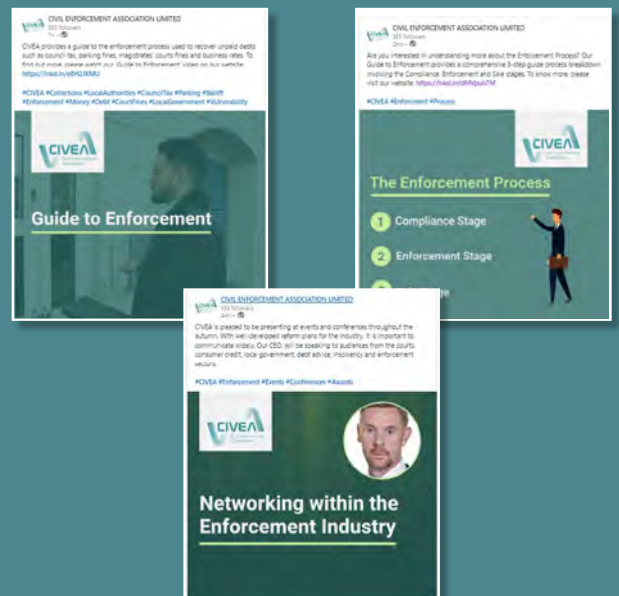 CIVIL ENFORCEMENT ASSOCIATION LIMITED
333 followers
CIVEA provides a guide to the enforcement process used to recover unpaid debts
such as council tax, parking fines, magistrates' courts fines and business rates. To
find out more, please watch our Guide to Enforcement video on our website.
#CIVEA #Collections #LocalAuthorities #CouncilTax #Parking #Bailiff
#Enforcement #Money #Debt #CourtFines #LocalGovernment #Vulnerability
CIVEA
Guide to Enforcement
CIVIL ENFORCEMENT ASSOCIATION LIMITED
333 followers
Are you interested in understanding more about the Enforcement Process? Our
Guide to Enforcement provides a comprehensive 3-step guide process breakdown
involving the Compliance, Enforcement and Sale stages. To know more, please
visit our website.
#CIVEA #Enforcement #Process
CIVEA
The Enforcement Process
1 Compliance Stage
2 Enforcement Stage
CIVIL ENFORCEMENT ASSOCIATION LIMITED
333 followers
CIVEA is pleased to be presenting at events and conferences throughout the
autumn. With well-developed reform plans for the industry, it is important to
communicate widely. Our CEO, will be speaking to audiences from the courts
consumer credit, local government, debt advice, insolvency and enforcement
sectors.
#CIVEA #Enforcement #Events #Conferences #Awards
CIVEA
Networking within the
Enforcement Industry